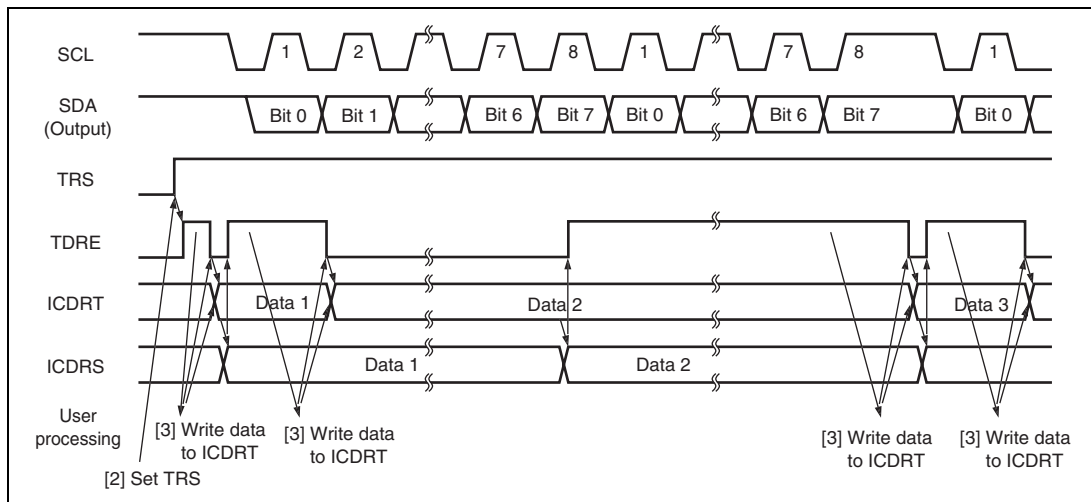 SCL
1
2
7
8
1
7
8
1
SDA
(Output)
Bit 0
Bit 1
Bit 6
Bit 7
Bit 0
Bit 6
Bit 7
Bit 0
TRS
TDRE
ICDRT
Data 1
Data 2
Data 3
ICDRS
Data 1
Data 2
User
processing
[3] Write data
to ICDRT
[3] Write data
to ICDRT
[3] Write data
to ICDRT
[3] Write data
to ICDRT
[2] Set TRS